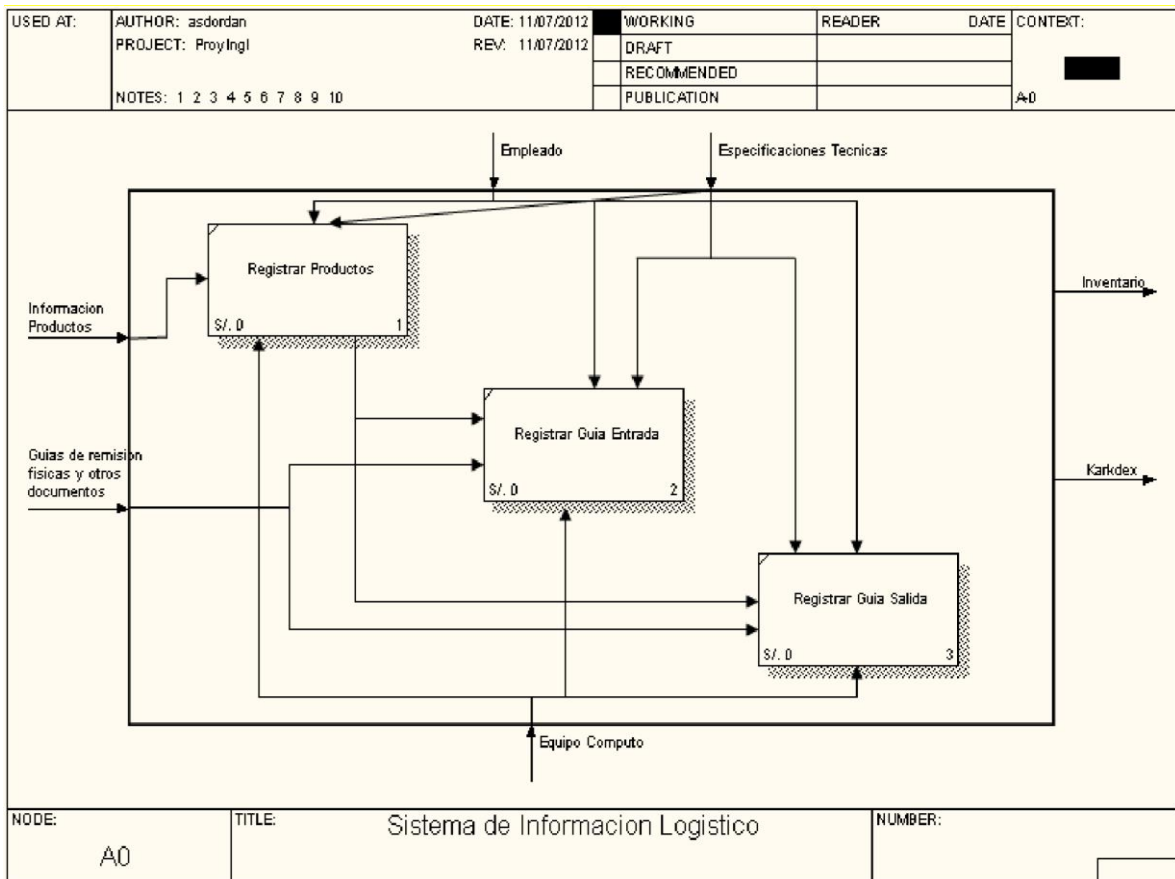 USED AT:
AUTHOR: asdordan
DATE: 11/07/2012
PROJECT: ProyIngI
REV: 11/07/2012
NOTES: 1 2 3 4 5 6 7 8 9 10
WORKING
DRAFT
RECOMMENDED
PUBLICATION
READER
DATE
CONTEXT:
A-0
Empleado
Especificaciones Tecnicas
Registrar Productos
S/. 0
1
Informacion
Productos
Inventario
Registrar Guia Entrada
S/. 0
2
Guias de remision
fisicas y otros
documentos
Karkdex
Registrar Guia Salida
S/. 0
3
Equipo Computo
NODE:
A0
TITLE:
Sistema de Informacion Logistico
NUMBER: